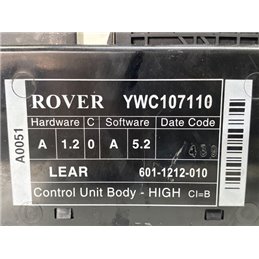 ROVER YWC107110
Hardware C Software Date Code
A 1.2 0 A 5.2
LEAR 601-1212-010
Control Unit Body - HIGH CI=B
A0051